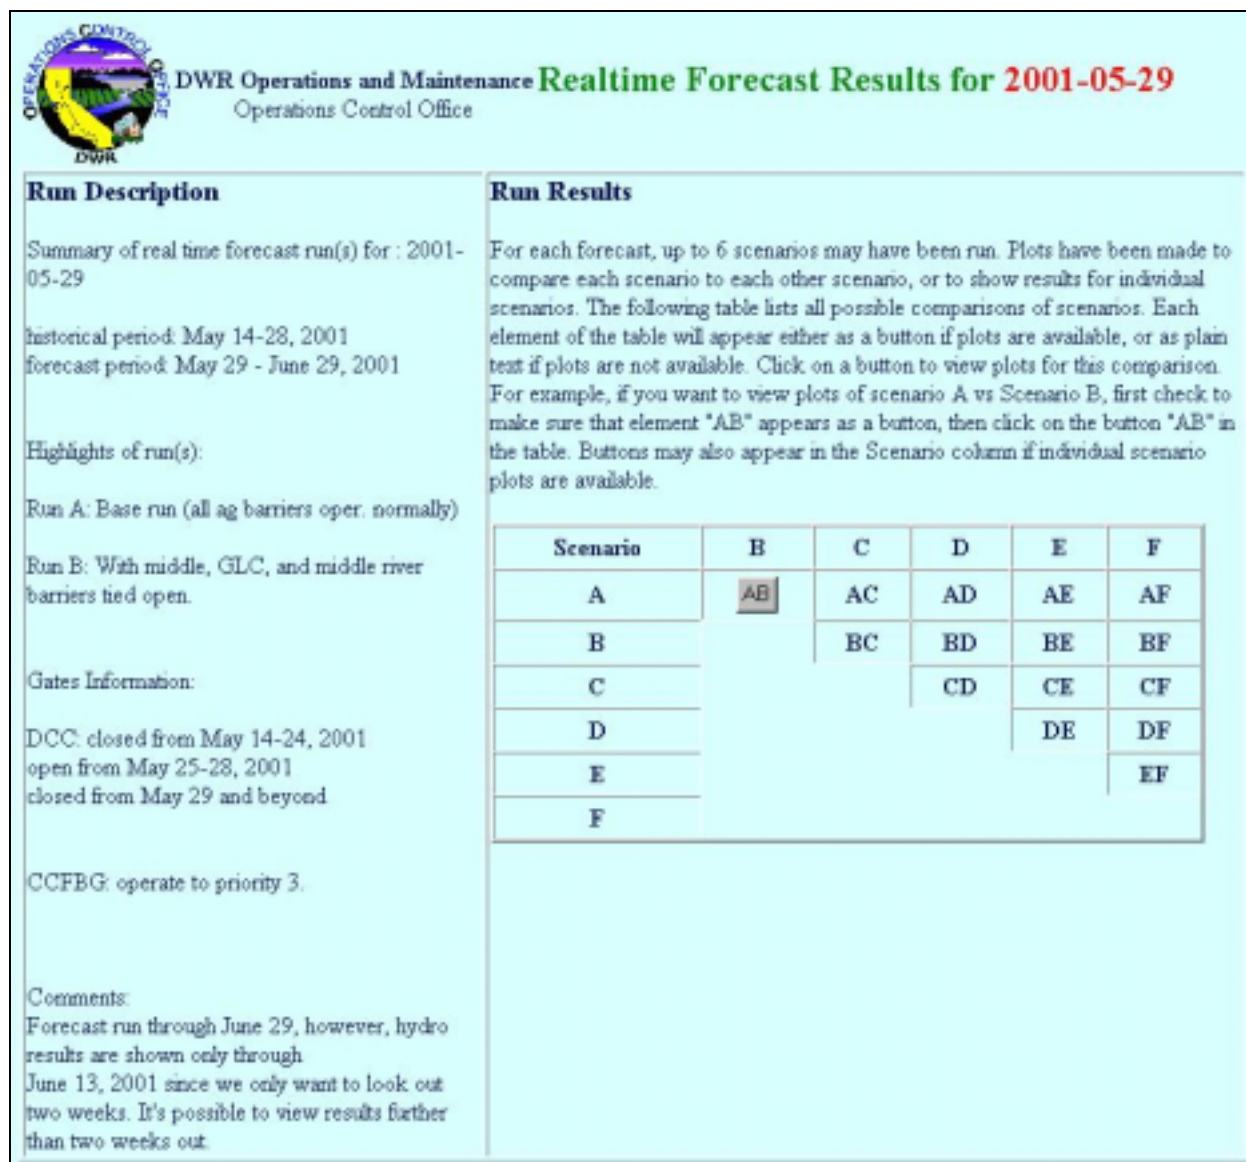 OPERATIONS CONTROL OFFICE
DWR
DWR Operations and Maintenance Realtime Forecast Results for 2001-05-29
Operations Control Office
Run Description
Summary of real time forecast run(s) for : 2001-
05-29
historical period: May 14-28, 2001
forecast period: May 29 - June 29, 2001
Highlights of run(s):
Run A: Base run (all ag barriers oper. normally)
Run B: With middle, GLC, and middle river
barriers tied open.
Gates Information:
DCC: closed from May 14-24, 2001
open from May 25-28, 2001
closed from May 29 and beyond
CCFBG: operate to priority 3.
Comments:
Forecast run through June 29, however, hydro
results are shown only through
June 13, 2001 since we only want to look out
two weeks. It's possible to view results further
than two weeks out.
Run Results
For each forecast, up to 6 scenarios may have been run. Plots have been made to
compare each scenario to each other scenario, or to show results for individual
scenarios. The following table lists all possible comparisons of scenarios. Each
element of the table will appear either as a button if plots are available, or as plain
text if plots are not available. Click on a button to view plots for this comparison.
For example, if you want to view plots of scenario A vs Scenario B, first check to
make sure that element "AB" appears as a button, then click on the button "AB" in
the table. Buttons may also appear in the Scenario column if individual scenario
plots are available.
Scenario B C D E F
A AB AC AD AE AF
B BC BD BE BF
C CD CE CF
D DE DF
E EF
F